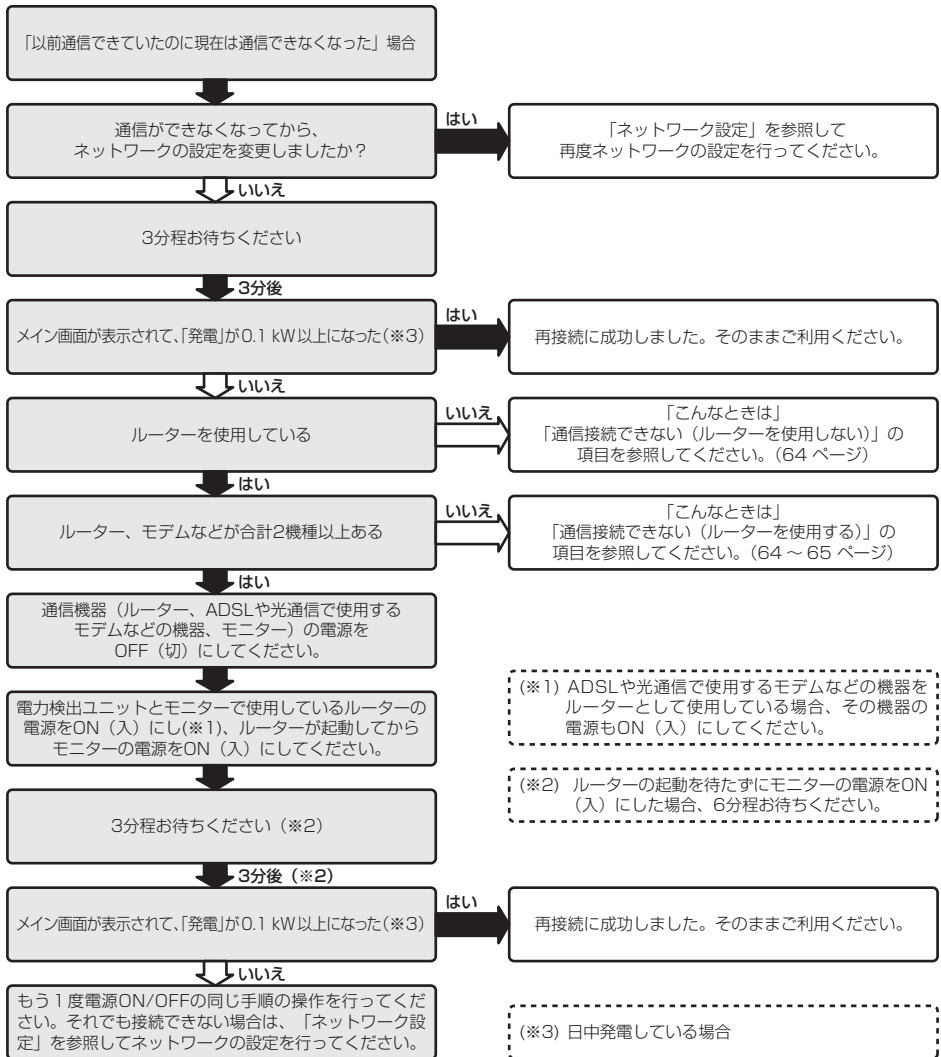 「以前通信できていたのに現在は通信できなくなった」場合
通信ができなくなってから、
ネットワークの設定を変更しましたか？
はい
「ネットワーク設定」を参照して
再度ネットワークの設定を行ってください。
いいえ
3分程お待ちください
3分後
メイン画面が表示されて、「発電」が0.1 kW以上になった(※3)
はい
再接続に成功しました。そのままご利用ください。
いいえ
ルーターを使用している
いいえ
「こんなときは」
「通信接続できない（ルーターを使用しない）」の
項目を参照してください。（64 ページ）
はい
ルーター、モデムなどが合計2機種以上ある
いいえ
「こんなときは」
「通信接続できない（ルーターを使用する）」の
項目を参照してください。（64 ～ 65 ページ）
はい
通信機器（ルーター、ADSLや光通信で使用する
モデムなどの機器、モニター）の電源を
OFF（切）にしてください。
電力検出ユニットとモニターで使用しているルーターの
電源をON（入）にし(※1)、ルーターが起動してから
モニターの電源をON（入）にしてください。
(※1) ADSLや光通信で使用するモデムなどの機器を
ルーターとして使用している場合、その機器の
電源もON（入）にしてください。
(※2) ルーターの起動を待たずにモニターの電源をON
（入）にした場合、6分程お待ちください。
3分程お待ちください（※2）
3分後（※2）
メイン画面が表示されて、「発電」が0.1 kW以上になった(※3)
はい
再接続に成功しました。そのままご利用ください。
いいえ
もう１度電源ON/OFFの同じ手順の操作を行ってくだ
さい。それでも接続できない場合は、「ネットワーク設
定」を参照してネットワークの設定を行ってください。
(※3) 日中発電している場合